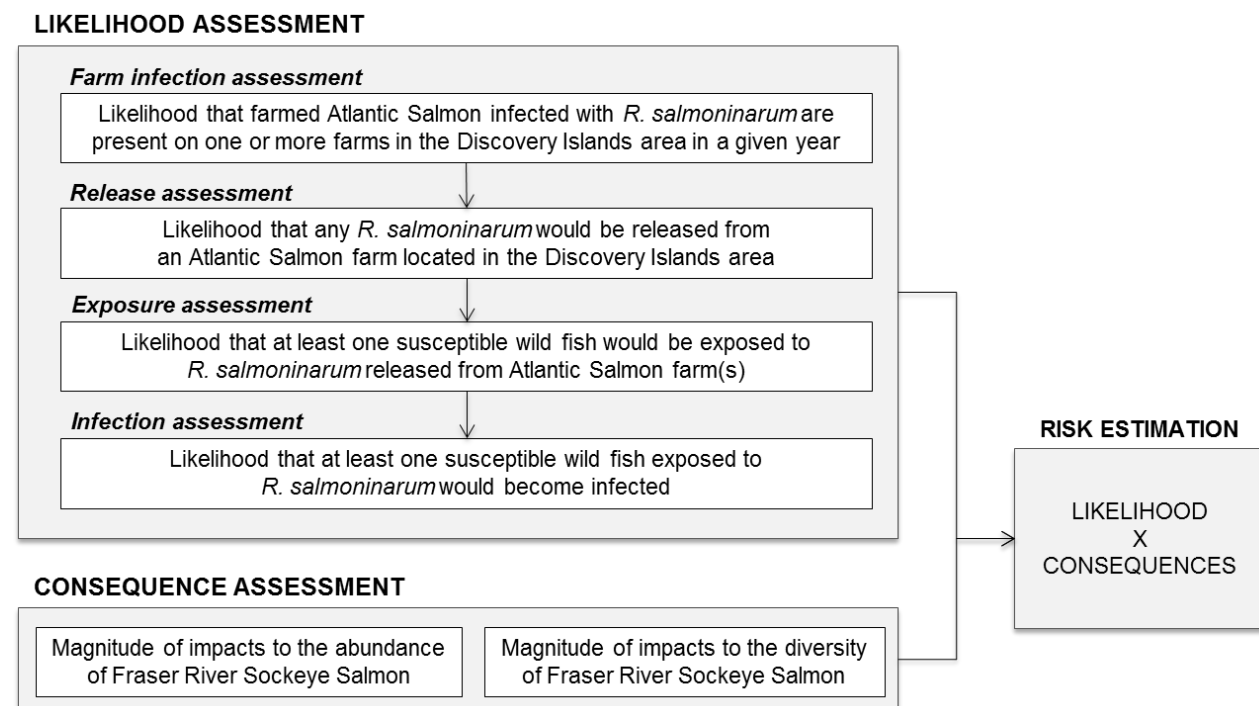 LIKELIHOOD ASSESSMENT
Farm infection assessment
Likelihood that farmed Atlantic Salmon infected with R. salmoninarum are
present on one or more farms in the Discovery Islands area in a given year
Release assessment
Likelihood that any R. salmoninarum would be released from
an Atlantic Salmon farm located in the Discovery Islands area
Exposure assessment
Likelihood that at least one susceptible wild fish would be exposed to
R. salmoninarum released from Atlantic Salmon farm(s)
Infection assessment
Likelihood that at least one susceptible wild fish exposed to
R. salmoninarum would become infected
CONSEQUENCE ASSESSMENT
Magnitude of impacts to the abundance
of Fraser River Sockeye Salmon
Magnitude of impacts to the diversity
of Fraser River Sockeye Salmon
RISK ESTIMATION
LIKELIHOOD
X
CONSEQUENCES